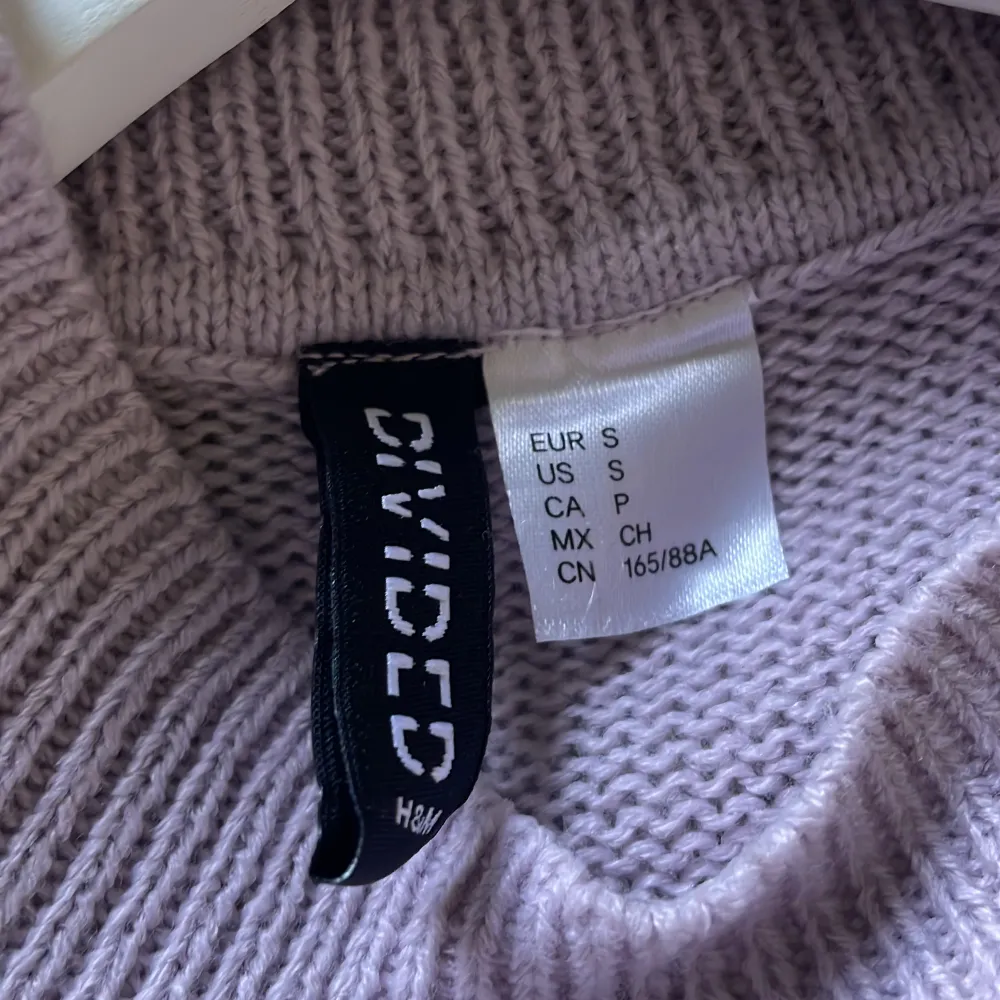 DIVIDED
H&M
EUR S
US S
CA P
MX CH
CN 165/88A